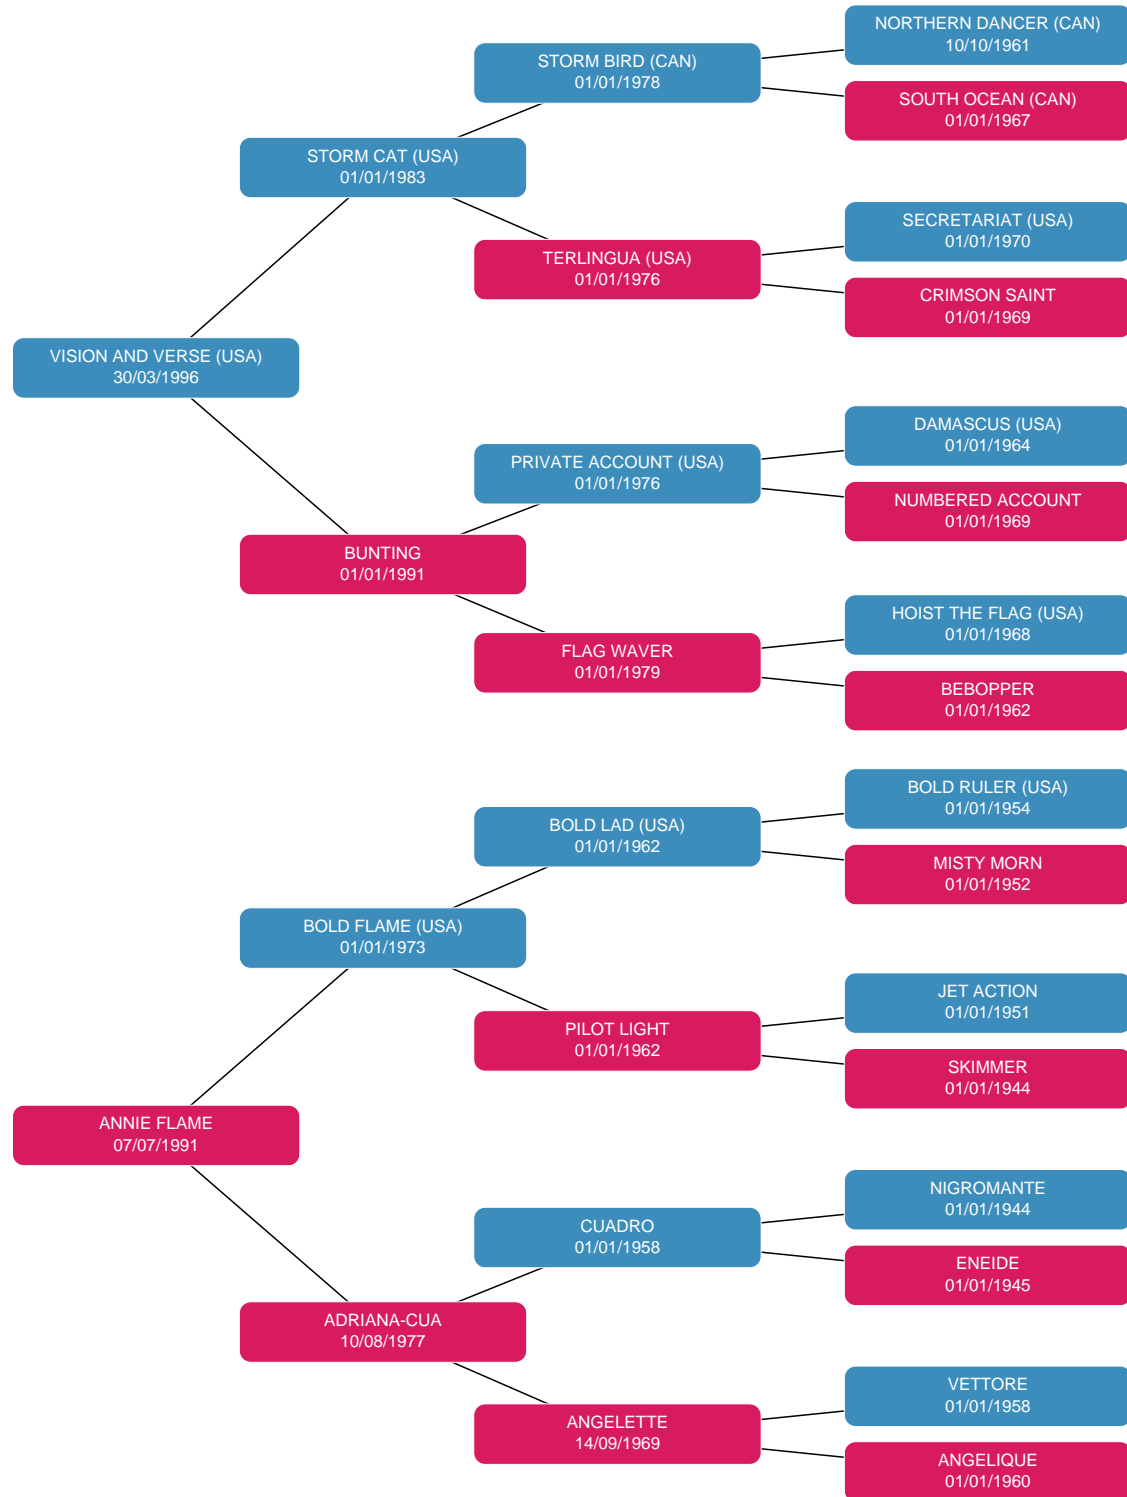 NORTHERN DANCER (CAN)
10/10/1961
STORM BIRD (CAN)
01/01/1978
SOUTH OCEAN (CAN)
01/01/1967
STORM CAT (USA)
01/01/1983
SECRETARIAT (USA)
01/01/1970
TERLINGUA (USA)
01/01/1976
CRIMSON SAINT
01/01/1969
VISION AND VERSE (USA)
30/03/1996
DAMASCUS (USA)
01/01/1964
PRIVATE ACCOUNT (USA)
01/01/1976
NUMBERED ACCOUNT
01/01/1969
BUNTING
01/01/1991
HOIST THE FLAG (USA)
01/01/1968
FLAG WAVER
01/01/1979
BEBOPPER
01/01/1962
BOLD RULER (USA)
01/01/1954
BOLD LAD (USA)
01/01/1962
MISTY MORN
01/01/1952
BOLD FLAME (USA)
01/01/1973
JET ACTION
01/01/1951
PILOT LIGHT
01/01/1962
SKIMMER
01/01/1944
ANNIE FLAME
07/07/1991
NIGROMANTE
01/01/1944
CUADRO
01/01/1958
ENEIDE
01/01/1945
ADRIANA-CUA
10/08/1977
VETTORE
01/01/1958
ANGELETTE
14/09/1969
ANGELIQUE
01/01/1960